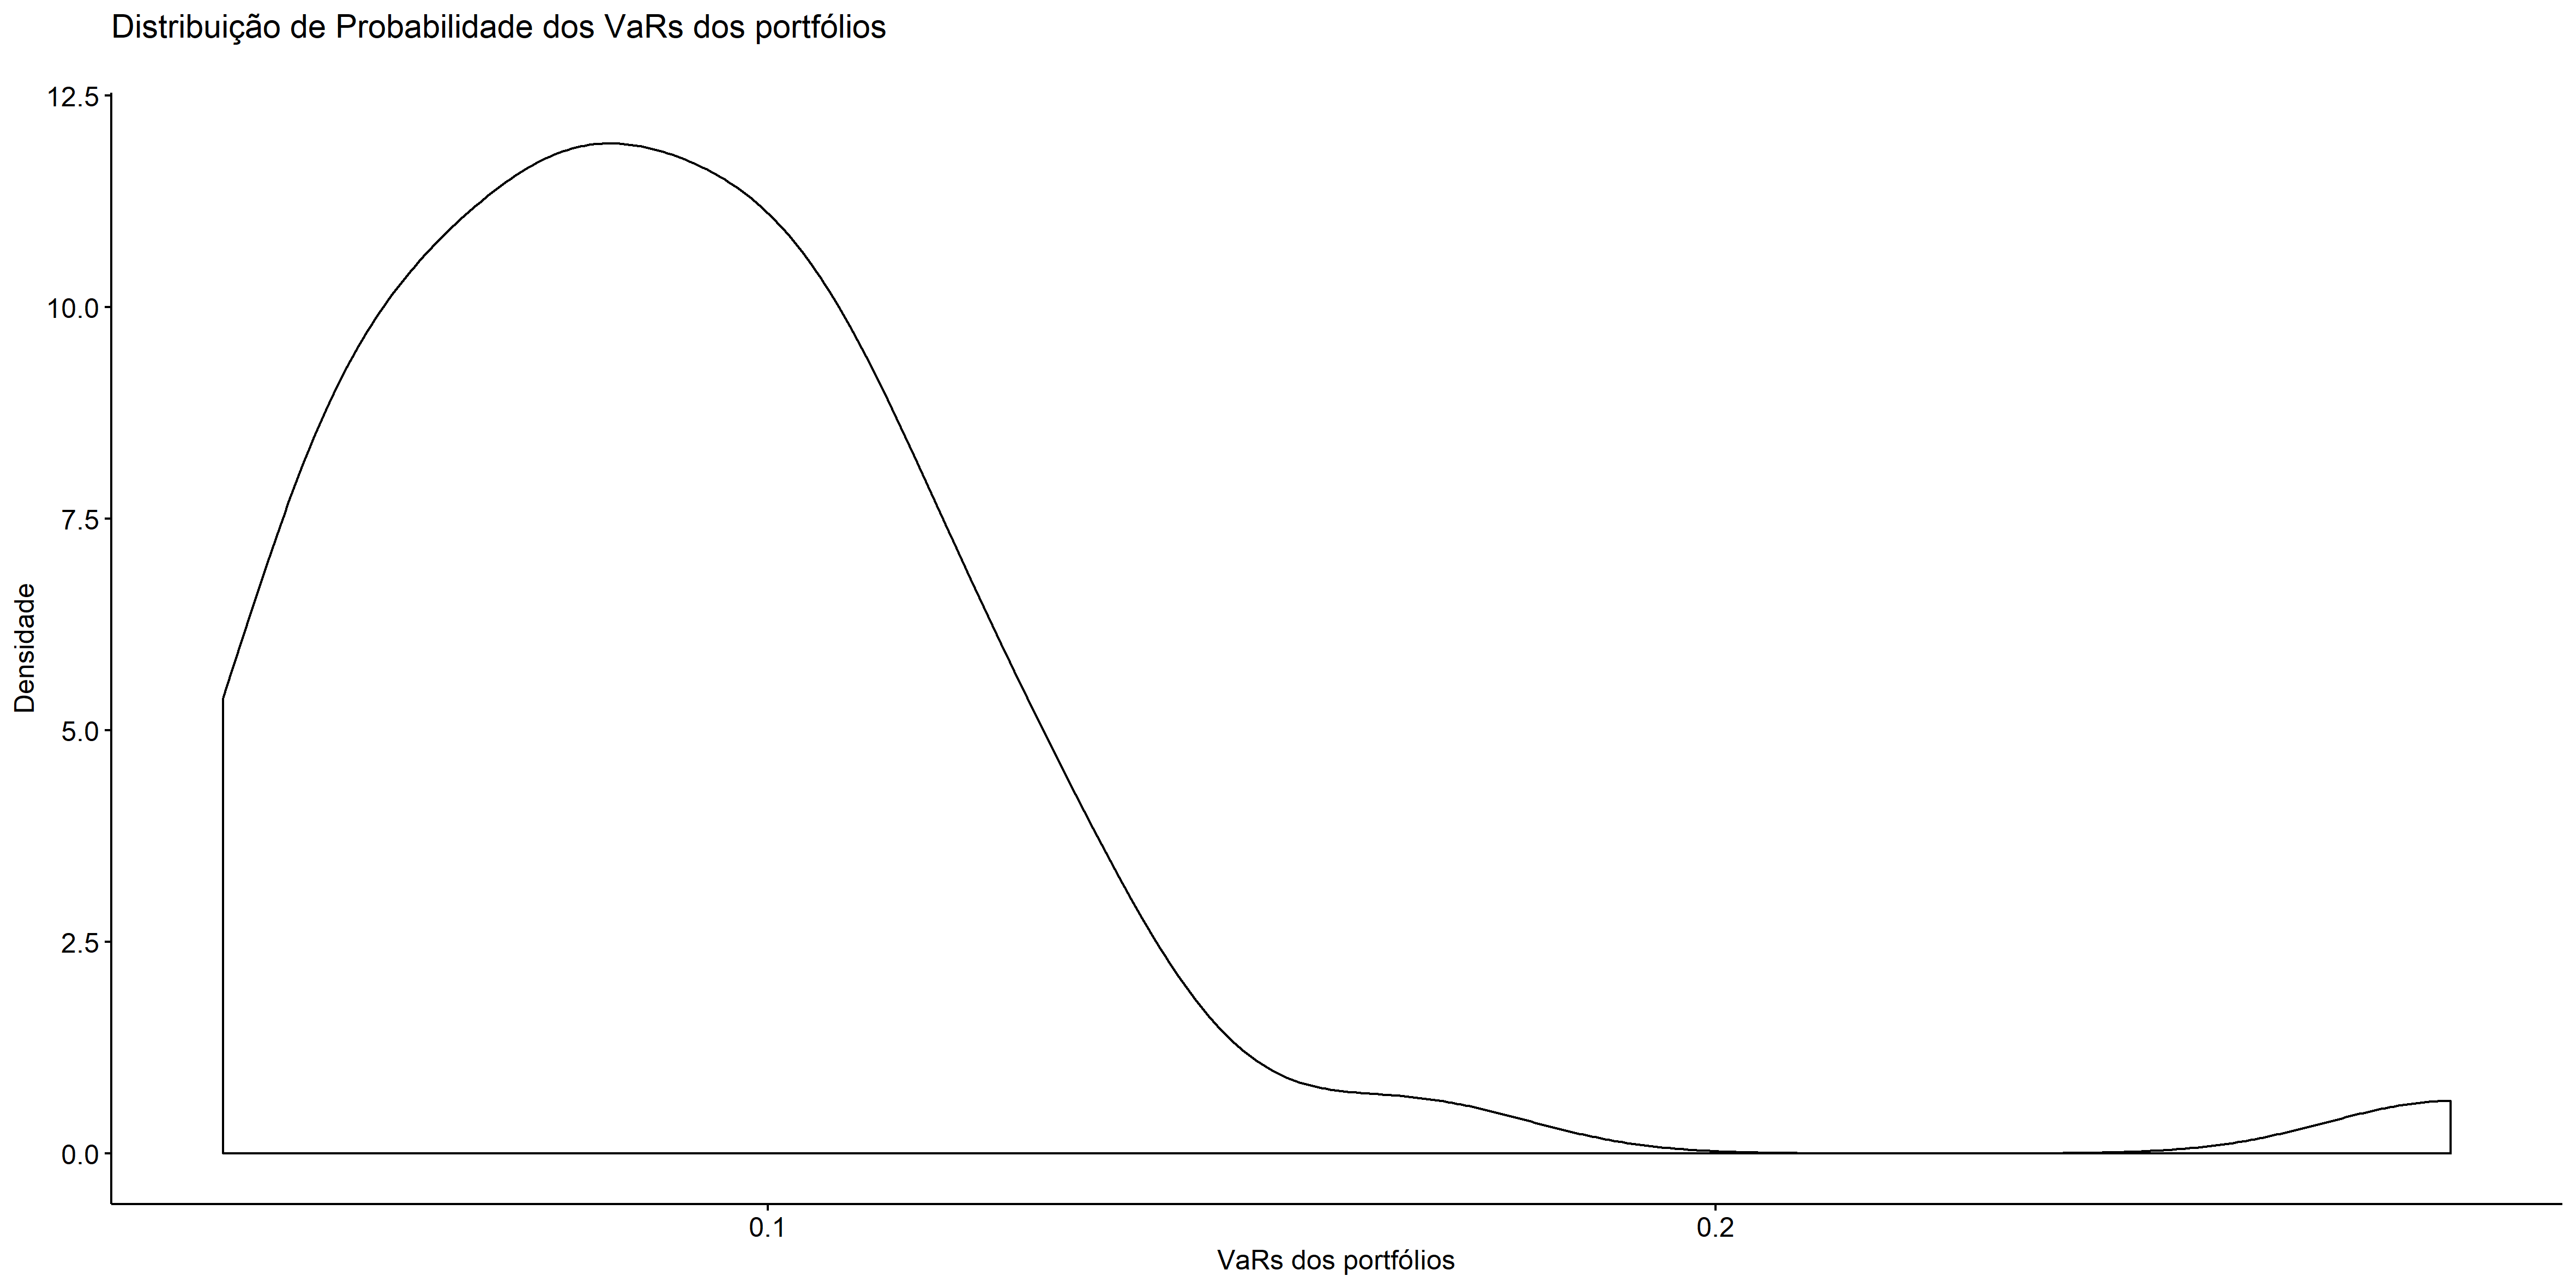 Distribuição de Probabilidade dos VaRs dos portfólios
12.5
10.0
7.5
5.0
2.5
0.0
Densidade
0.1
0.2
VaRs dos portfólios